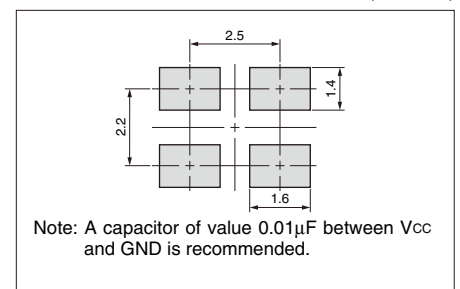 2.5
1.4
2.2
1.6
Note: A capacitor of value 0.01μF between Vcc
and GND is recommended.